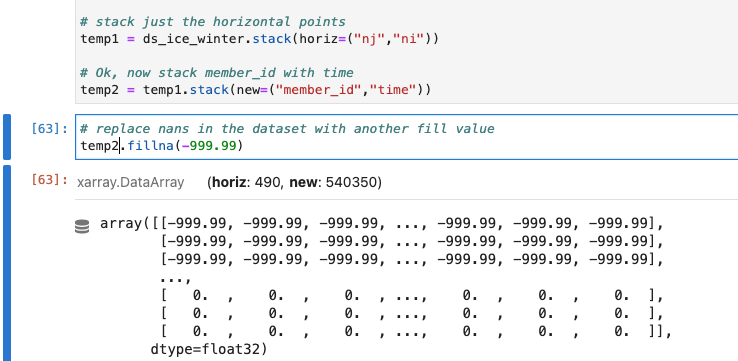 # stack just the horizontal points
temp1 = ds_ice_winter.stack(horiz=("nj","ni"))
# Ok, now stack member_id with time
temp2 = temp1.stack(new=("member_id","time"))
[63]: # replace nans in the dataset with another fill value
temp2.fillna(-999.99)
[63]: xarray.DataArray (horiz: 490, new: 540350)
array([[-999.99, -999.99, -999.99, ..., -999.99, -999.99, -999.99],
[-999.99, -999.99, -999.99, ..., -999.99, -999.99, -999.99],
[-999.99, -999.99, -999.99, ..., -999.99, -999.99, -999.99],
...,
[ 0. , 0. , 0. , ..., 0. , 0. , 0. ],
[ 0. , 0. , 0. , ..., 0. , 0. , 0. ],
[ 0. , 0. , 0. , ..., 0. , 0. , 0. ]],
dtype=float32)